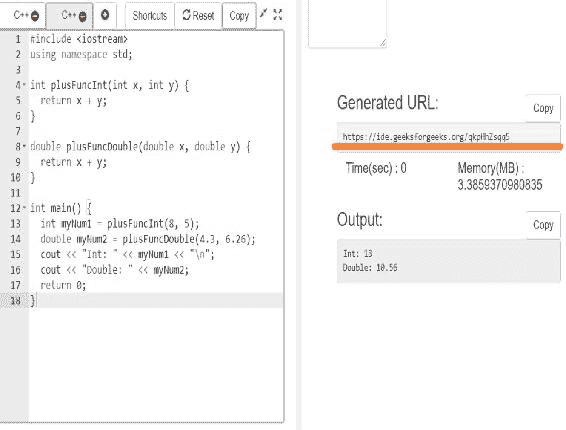 C++ C++ Shortcuts Reset Copy
1 #include <iostream>
2 using namespace std;
3
4 int plusFuncInt(int x, int y) {
5 return x + y;
6 }
7
8 double plusFuncDouble(double x, double y) {
9 return x + y;
10 }
11
12 int main() {
13 int myNum1 = plusFuncInt(8, 5);
14 double myNum2 = plusFuncDouble(4.3, 6.26);
15 cout << "Int: " << myNum1 << "\n";
16 cout << "Double: " << myNum2;
17 return 0;
18 }
Generated URL:
Copy
https://ide.geeksforgeeks.org/qkpHhZsqq5
Time(sec) : 0
Memory(MB) :
3.3859370980835
Output:
Copy
Int: 13
Double: 10.56